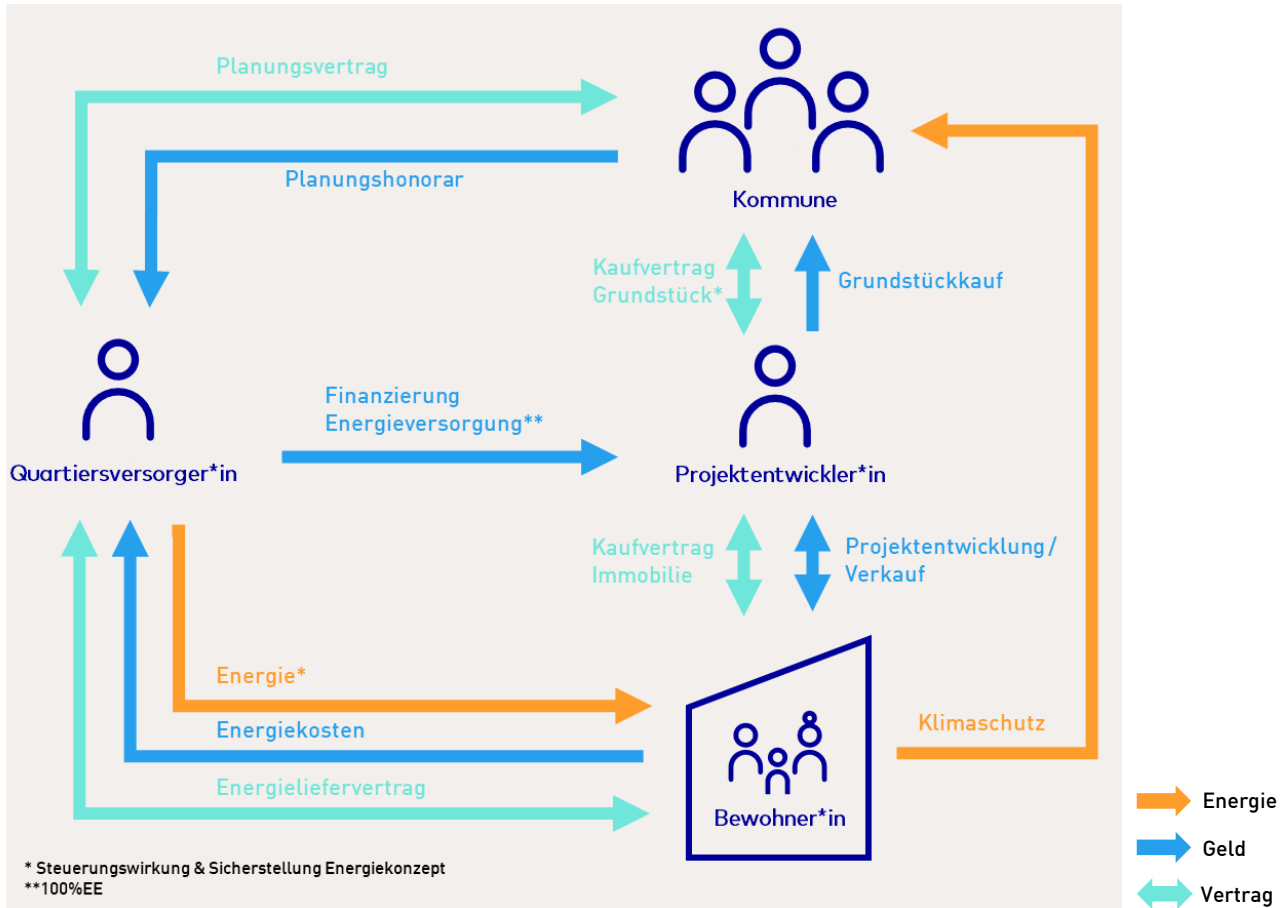 Planungsvertrag
Planungshonorar
Kommune
Kaufvertrag
Grundstück*
Grundstückkauf
Finanzierung
Energieversorgung**
Quartiersversorger*in
Projektentwickler*in
Kaufvertrag
Immobilie
Projektentwicklung/
Verkauf
Energie*
Energiekosten
Energieliefervertrag
Klimaschutz
Bewohner*in
Energie
Geld
Vertrag
* Steuerungswirkung & Sicherstellung Energiekonzept
**100%EE